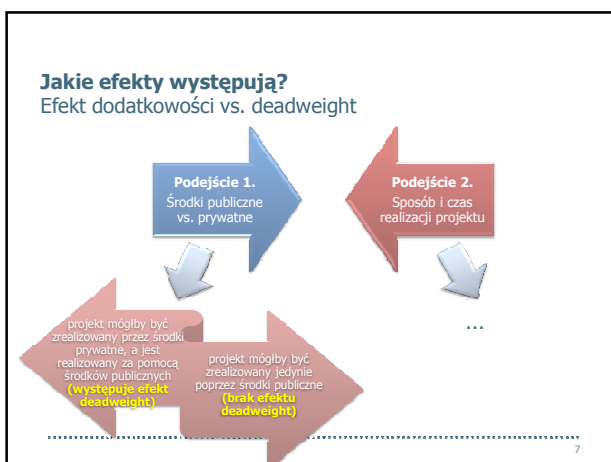 Jakie efekty występują?
Efekt dodatkowości vs. deadweight
Podejście 1.
Środki publiczne
vs. prywatne
Podejście 2.
Sposób i czas
realizacji projektu
projekt mógłby być
zrealizowany przez środki
prywatne, a jest
realizowany za pomocą
środków publicznych
(występuje efekt
deadweight)
projekt mógłby być
zrealizowany jedynie
poprzez środki publiczne
(brak efektu
deadweight)
...
7